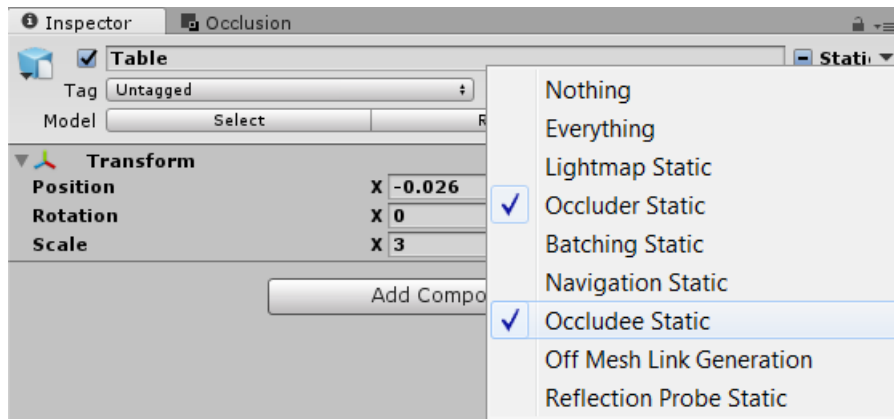 Inspector Occlusion
Table Stati
Tag Untagged
Model Select R
Transform
Position X -0.026
Rotation X 0
Scale X 3
Add Compo
Nothing
Everything
Lightmap Static
Occluder Static
Batching Static
Navigation Static
Occludee Static
Off Mesh Link Generation
Reflection Probe Static